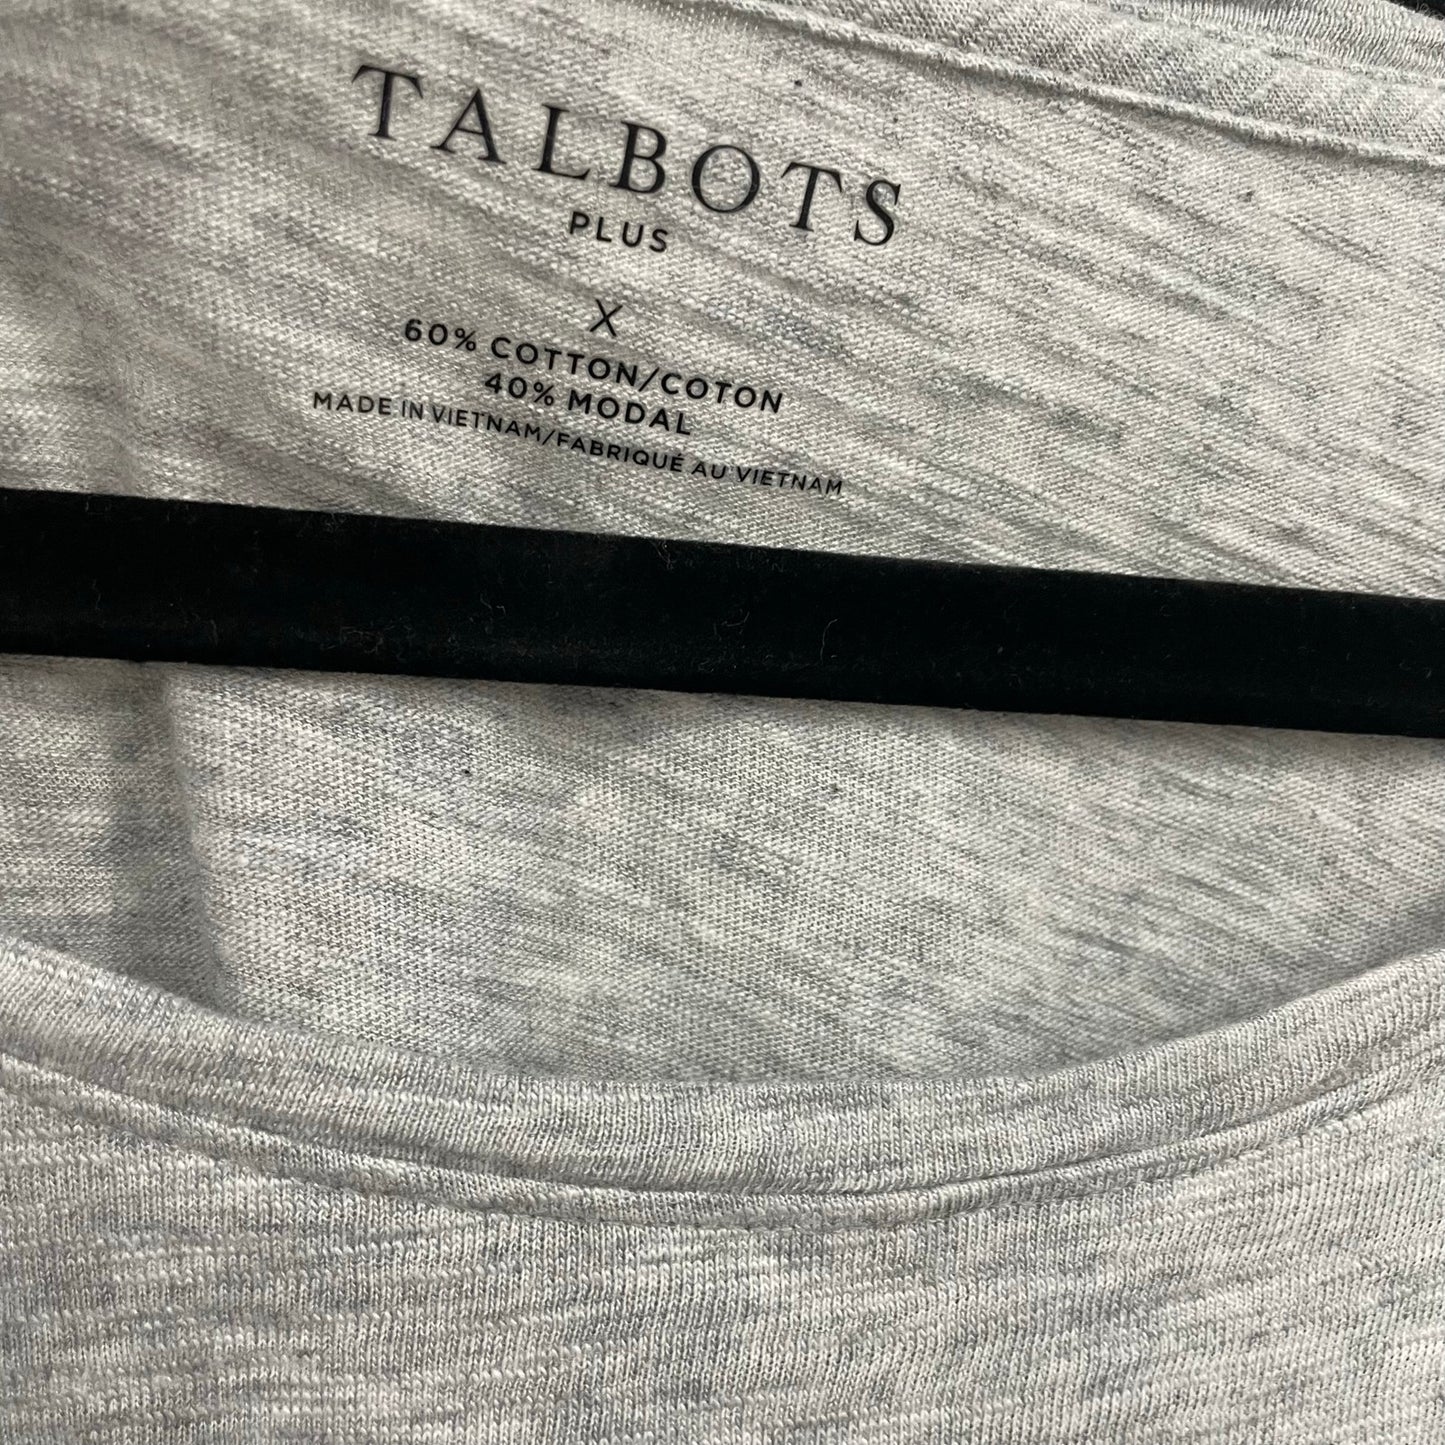 TALBOTS
PLUS
X
60% COTTON/COTON
40% MODAL
MADE IN VIETNAM/FABRIQUÉ AU VIETNAM